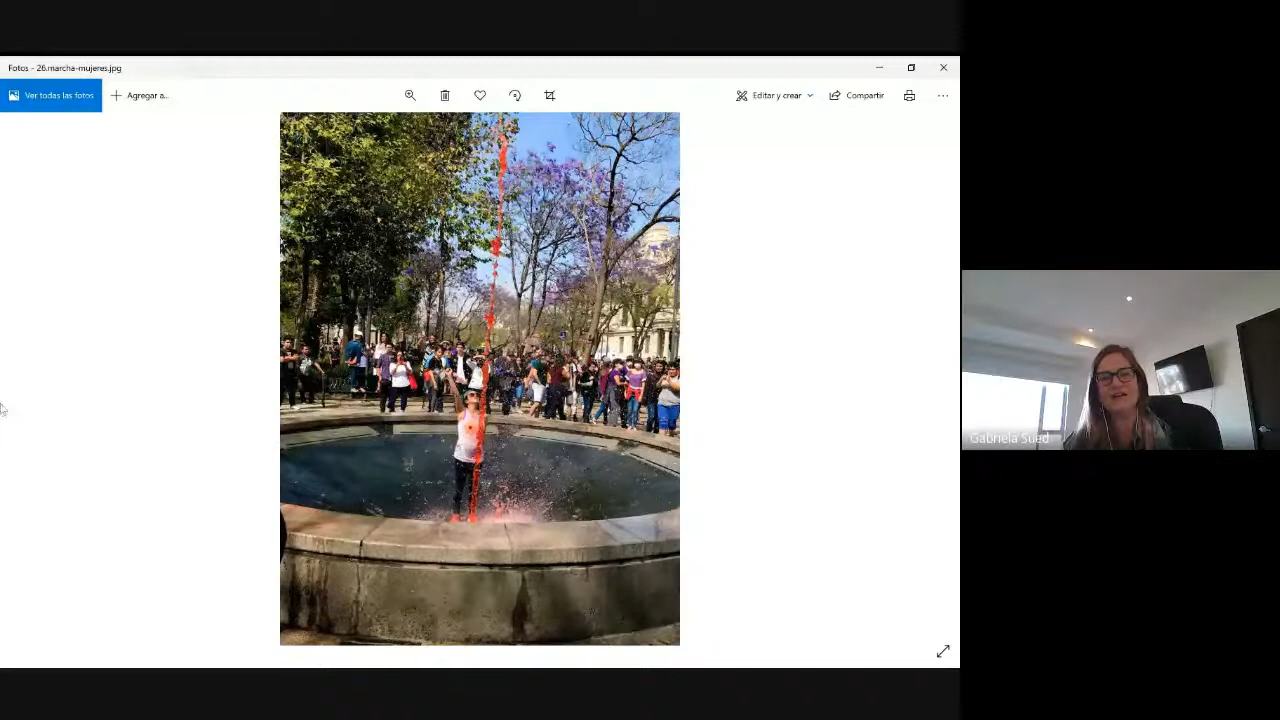 Fotos - 26.marcha-mujeres.jpg
Ver todas las fotos
Agregar a...
Editar y crear
Compartir
Gabriela Sued